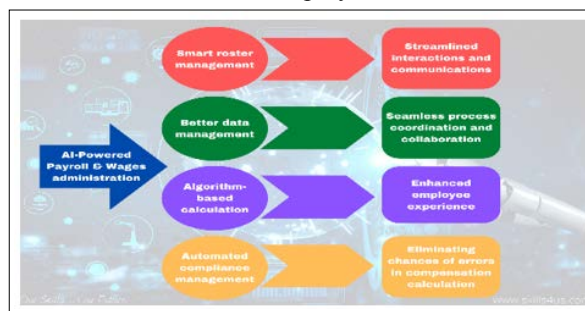 Smart roster
management
Streamlined
interactions and
communications
Better data
management
Seamless process
coordination and
collaboration
AI-Powered
Payroll & Wages
administration
Algorithm-
based calculation
Enhanced
employee
experience
Automated
compliance
management
Eliminating
chances of errors
in compensation
calculation